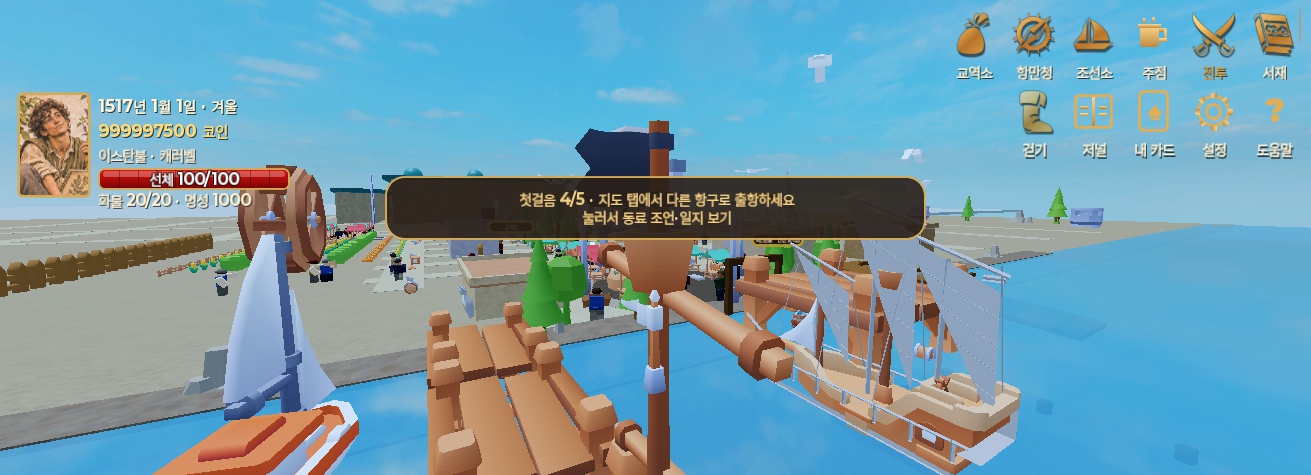 교역소 항만청 조선소 주점 전투 서재
걷기 저널 내 카드 설정 도움말
1517년 1월 1일 · 겨울
999997500 코인
이스탄불 · 캐러벨
선체 100/100
화물 20/20 · 명성 1000
첫걸음 4/5 · 지도 탭에서 다른 항구로 출항하세요
눌러서 동료 조언·일지 보기
?